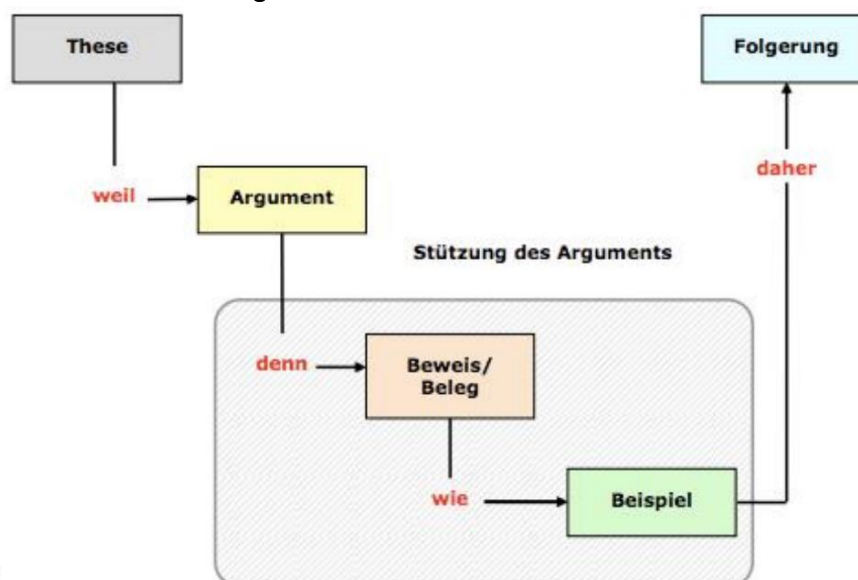 These
Folgerung
weil
Argument
daher
Stützung des Arguments
denn
Beweis/
Beleg
wie
Beispiel